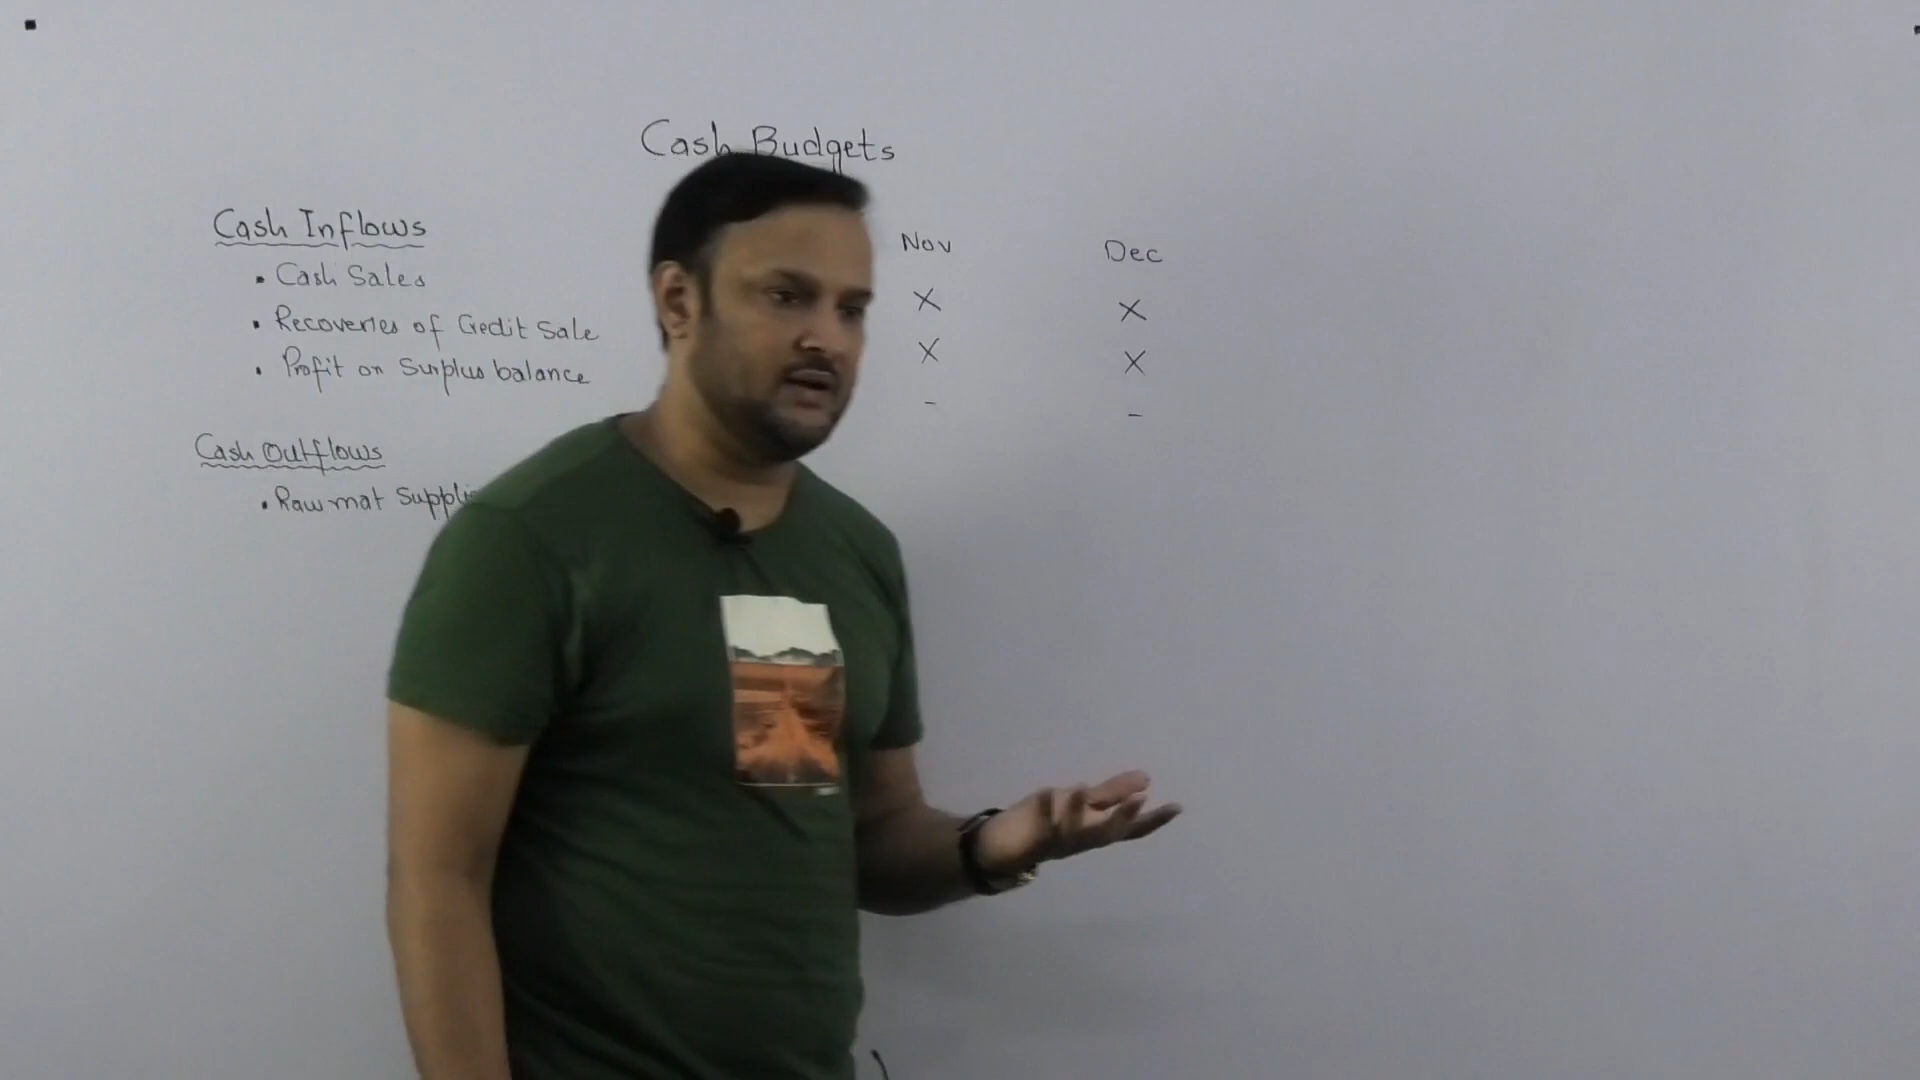 Cash Budgets
Cash Inflows
Nov Dec
• Cash Sales X X
• Recoveries of Credit Sale X X
• Profit on Surplus balance - -
Cash Outflows
• Raw mat